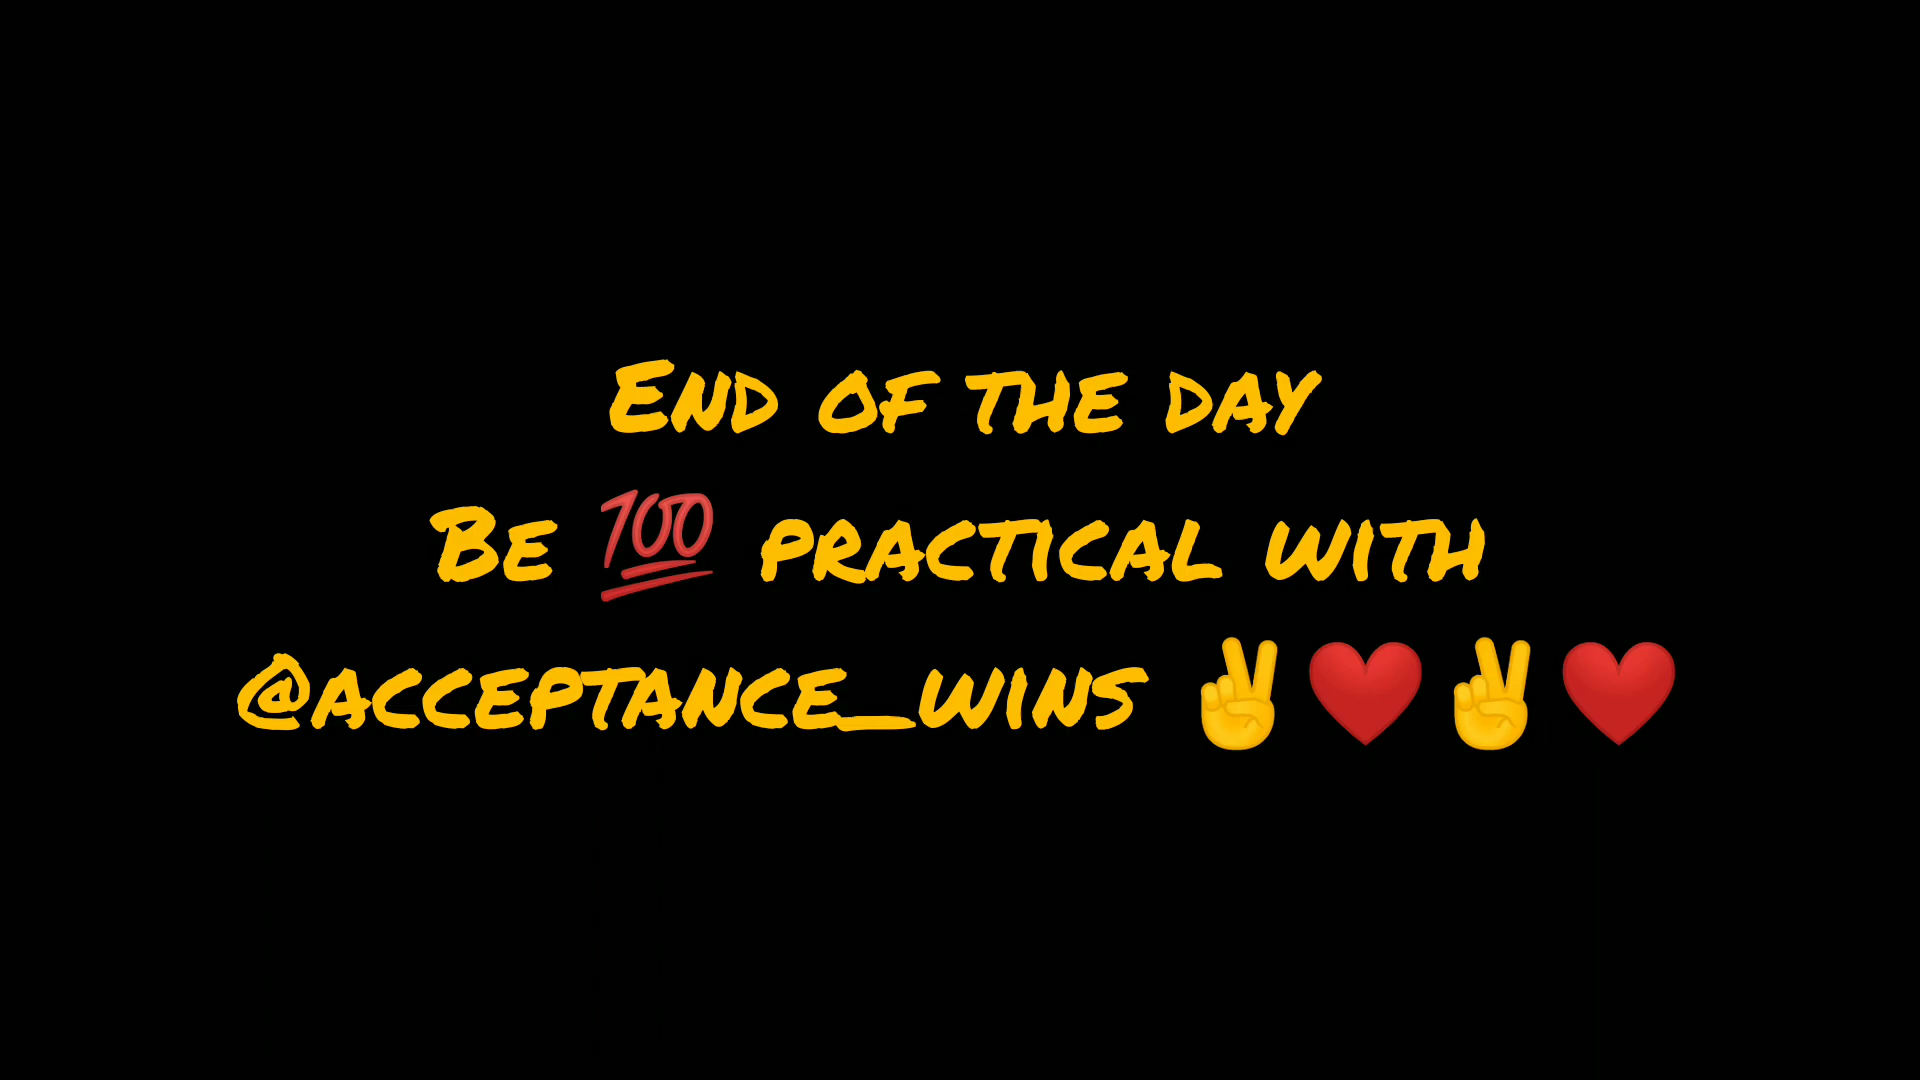 End of the day
Be 💯 practical with
@acceptance_wins ✌️❤️✌️❤️